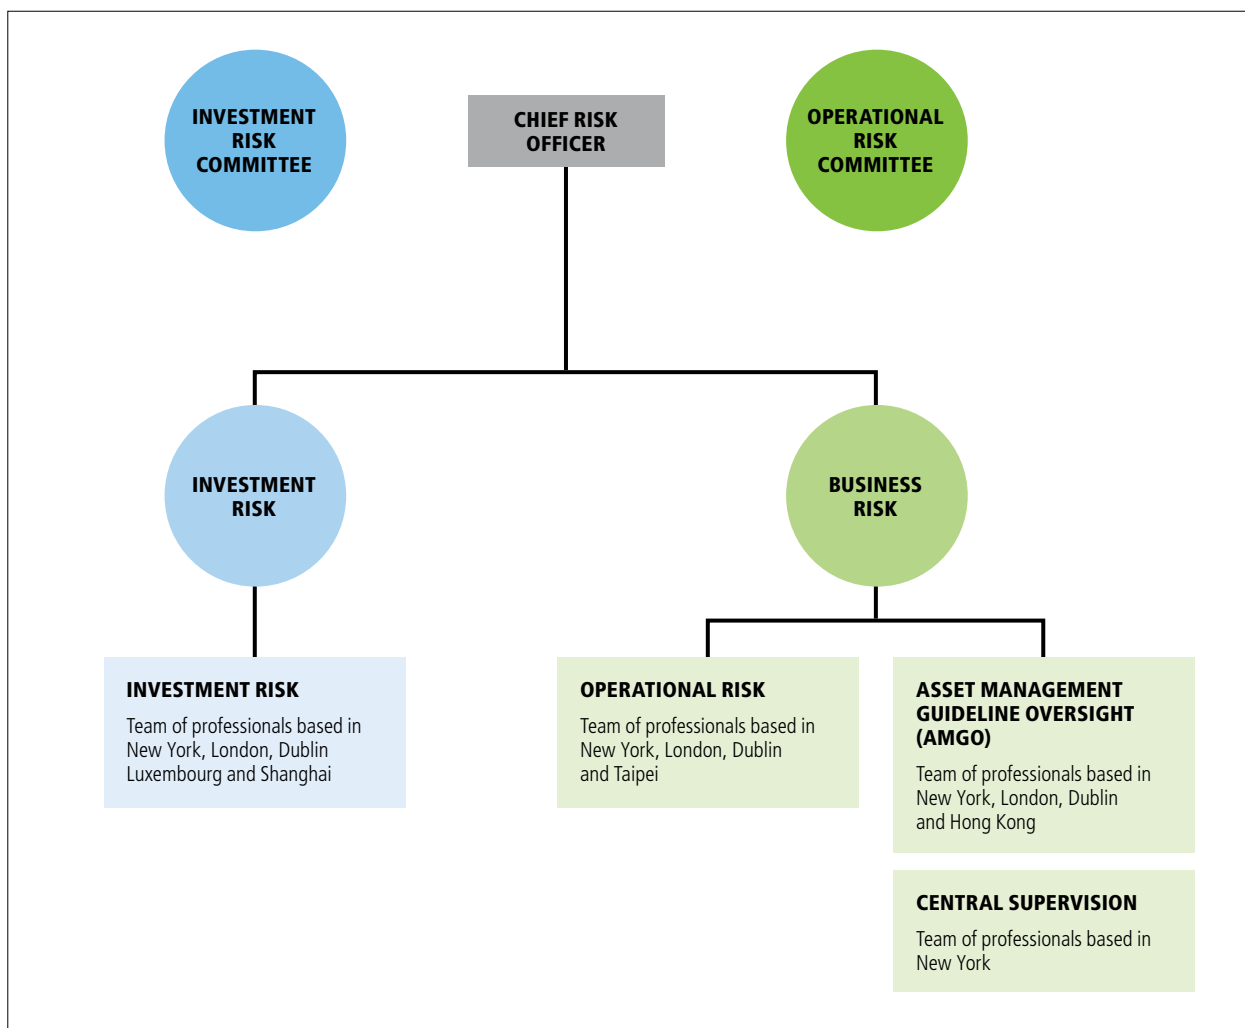 INVESTMENT
RISK
COMMITTEE
CHIEF RISK
OFFICER
OPERATIONAL
RISK
COMMITTEE
INVESTMENT
RISK
BUSINESS
RISK
INVESTMENT RISK
Team of professionals based in
New York, London, Dublin
Luxembourg and Shanghai
OPERATIONAL RISK
Team of professionals based in
New York, London, Dublin
and Taipei
ASSET MANAGEMENT
GUIDELINE OVERSIGHT
(AMGO)
Team of professionals based in
New York, London, Dublin
and Hong Kong
CENTRAL SUPERVISION
Team of professionals based in
New York